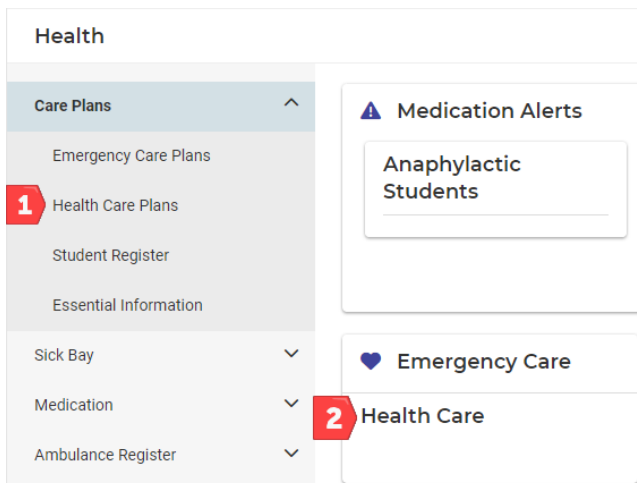 Health
Care Plans
Emergency Care Plans
1
Health Care Plans
Student Register
Essential Information
Sick Bay
Medication
Ambulance Register
Medication Alerts
Anaphylactic
Students
Emergency Care
2
Health Care